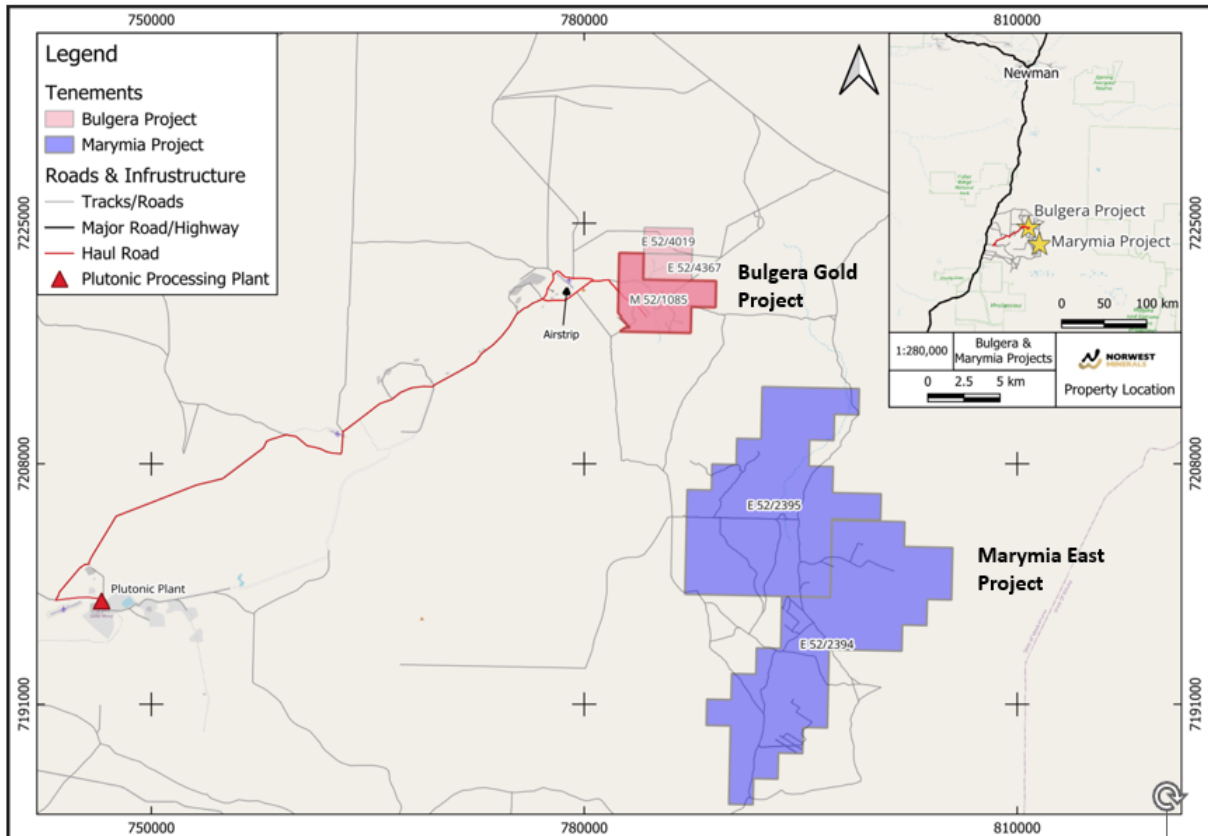 750000
780000
810000
Legend
Tenements
Bulgera Project
Marymia Project
Roads & Infrustructure
Tracks/Roads
Major Road/Highway
Haul Road
Plutonic Processing Plant
Newman
Bulgera Project
Marymia Project
0 50 100 km
1:280,000
Bulgera &
Marymia Projects
0 2.5 5 km
NORWEST
MINERALS
Property Location
7225000
7225000
E 52/4019
E 52/4367
M 52/1085
Bulgera Gold
Project
Airstrip
7208000
7208000
E 52/2395
Marymia East
Project
Plutonic Plant
E 52/2394
7191000
7191000
750000
780000
810000